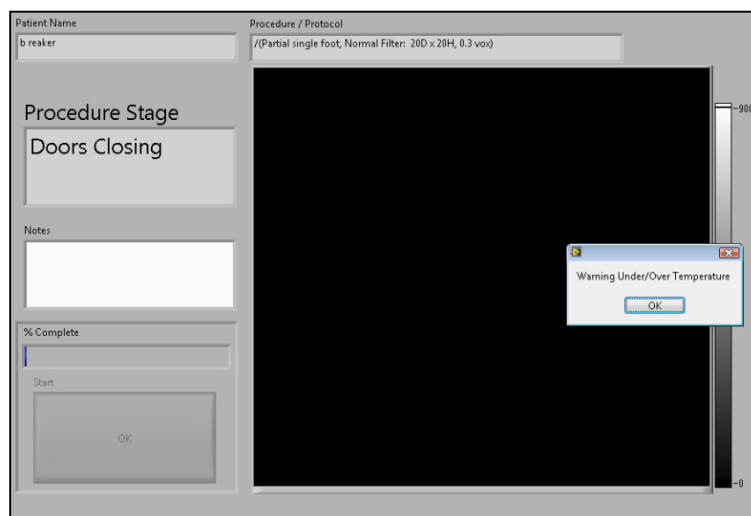 Patient Name
b reaker
Procedure / Protocol
/(Partial single foot, Normal Filter:  20D x 20H, 0.3 vox)
Procedure Stage
Doors Closing
Notes
% Complete
Start
OK
-900
Warning Under/Over Temperature
OK
-0